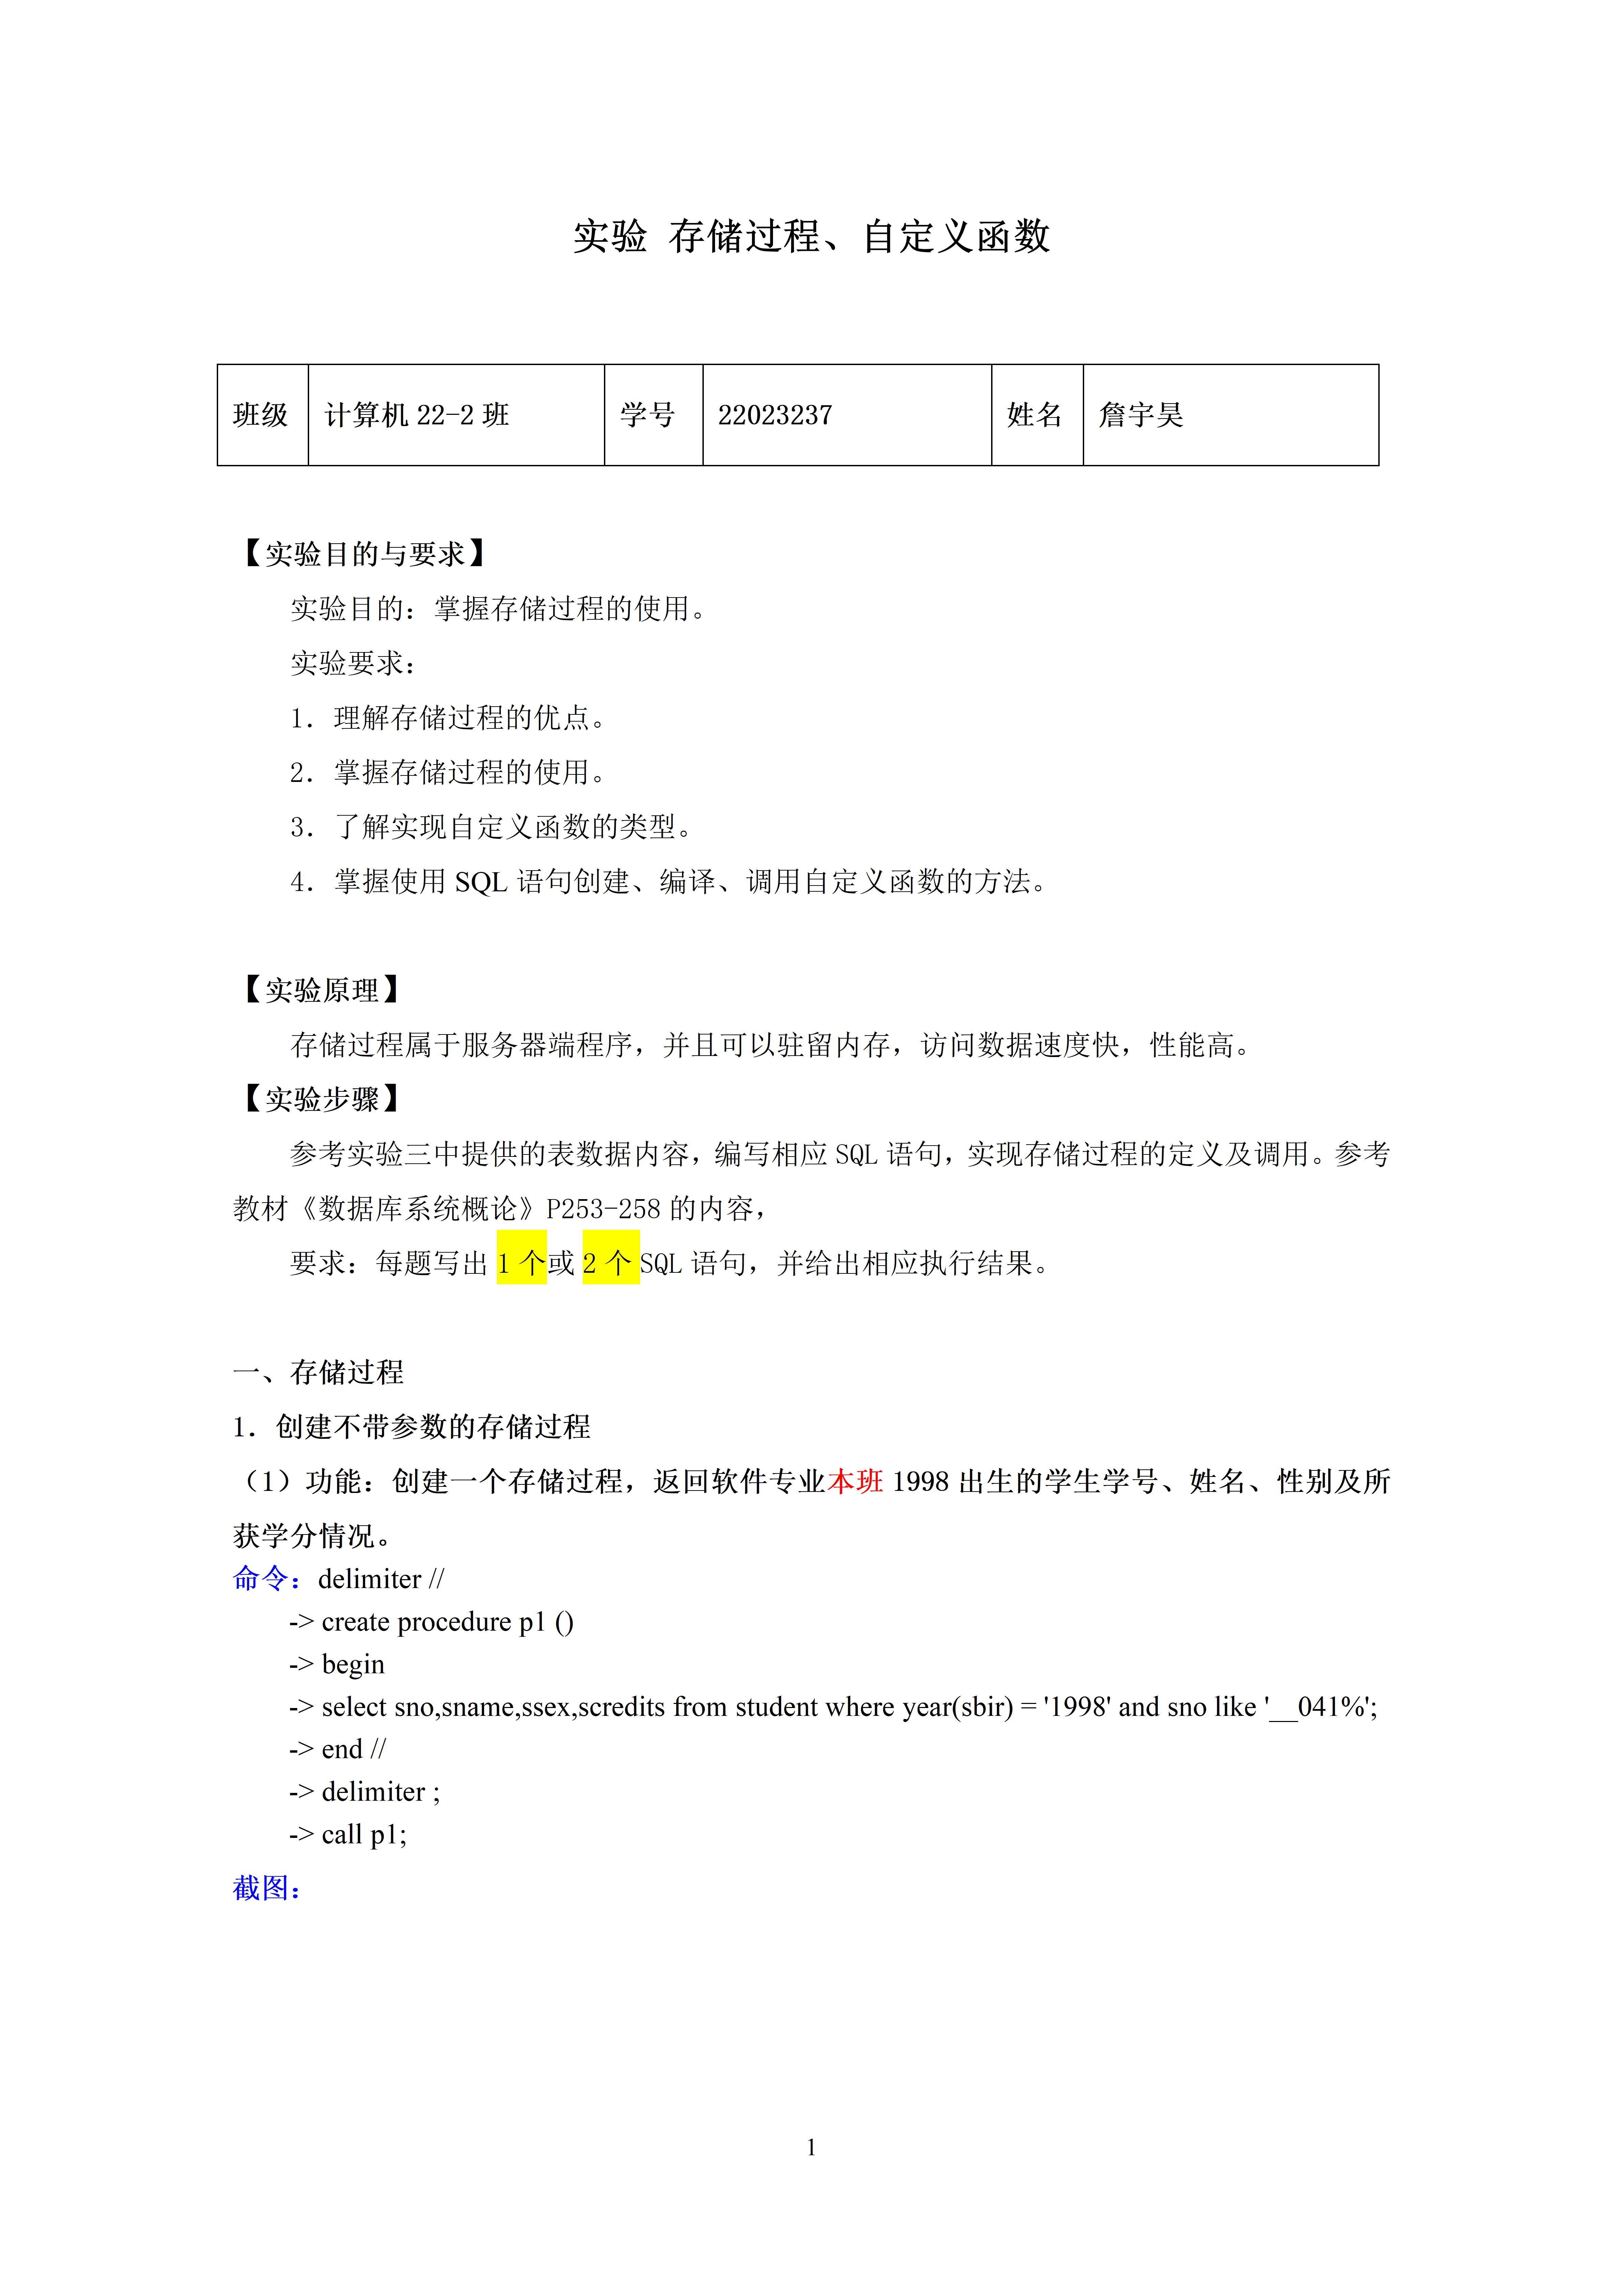 实验 存储过程、自定义函数
班级 计算机 22-2 班 学号 22023237 姓名 詹宇昊
【实验目的与要求】
实验目的：掌握存储过程的使用。
实验要求：
1．理解存储过程的优点。
2．掌握存储过程的使用。
3．了解实现自定义函数的类型。
4．掌握使用 SQL 语句创建、编译、调用自定义函数的方法。
【实验原理】
存储过程属于服务器端程序，并且可以驻留内存，访问数据速度快，性能高。
【实验步骤】
参考实验三中提供的表数据内容，编写相应 SQL 语句，实现存储过程的定义及调用。参考
教材《数据库系统概论》P253-258 的内容，
要求：每题写出 1 个或 2 个 SQL 语句，并给出相应执行结果。
一、存储过程
1．创建不带参数的存储过程
（1）功能：创建一个存储过程，返回软件专业本班 1998 出生的学生学号、姓名、性别及所
获学分情况。
命令：delimiter //
-> create procedure p1 ()
-> begin
-> select sno,sname,ssex,scredits from student where year(sbir) = '1998' and sno like '__041%';
-> end //
-> delimiter ;
-> call p1;
截图：
1